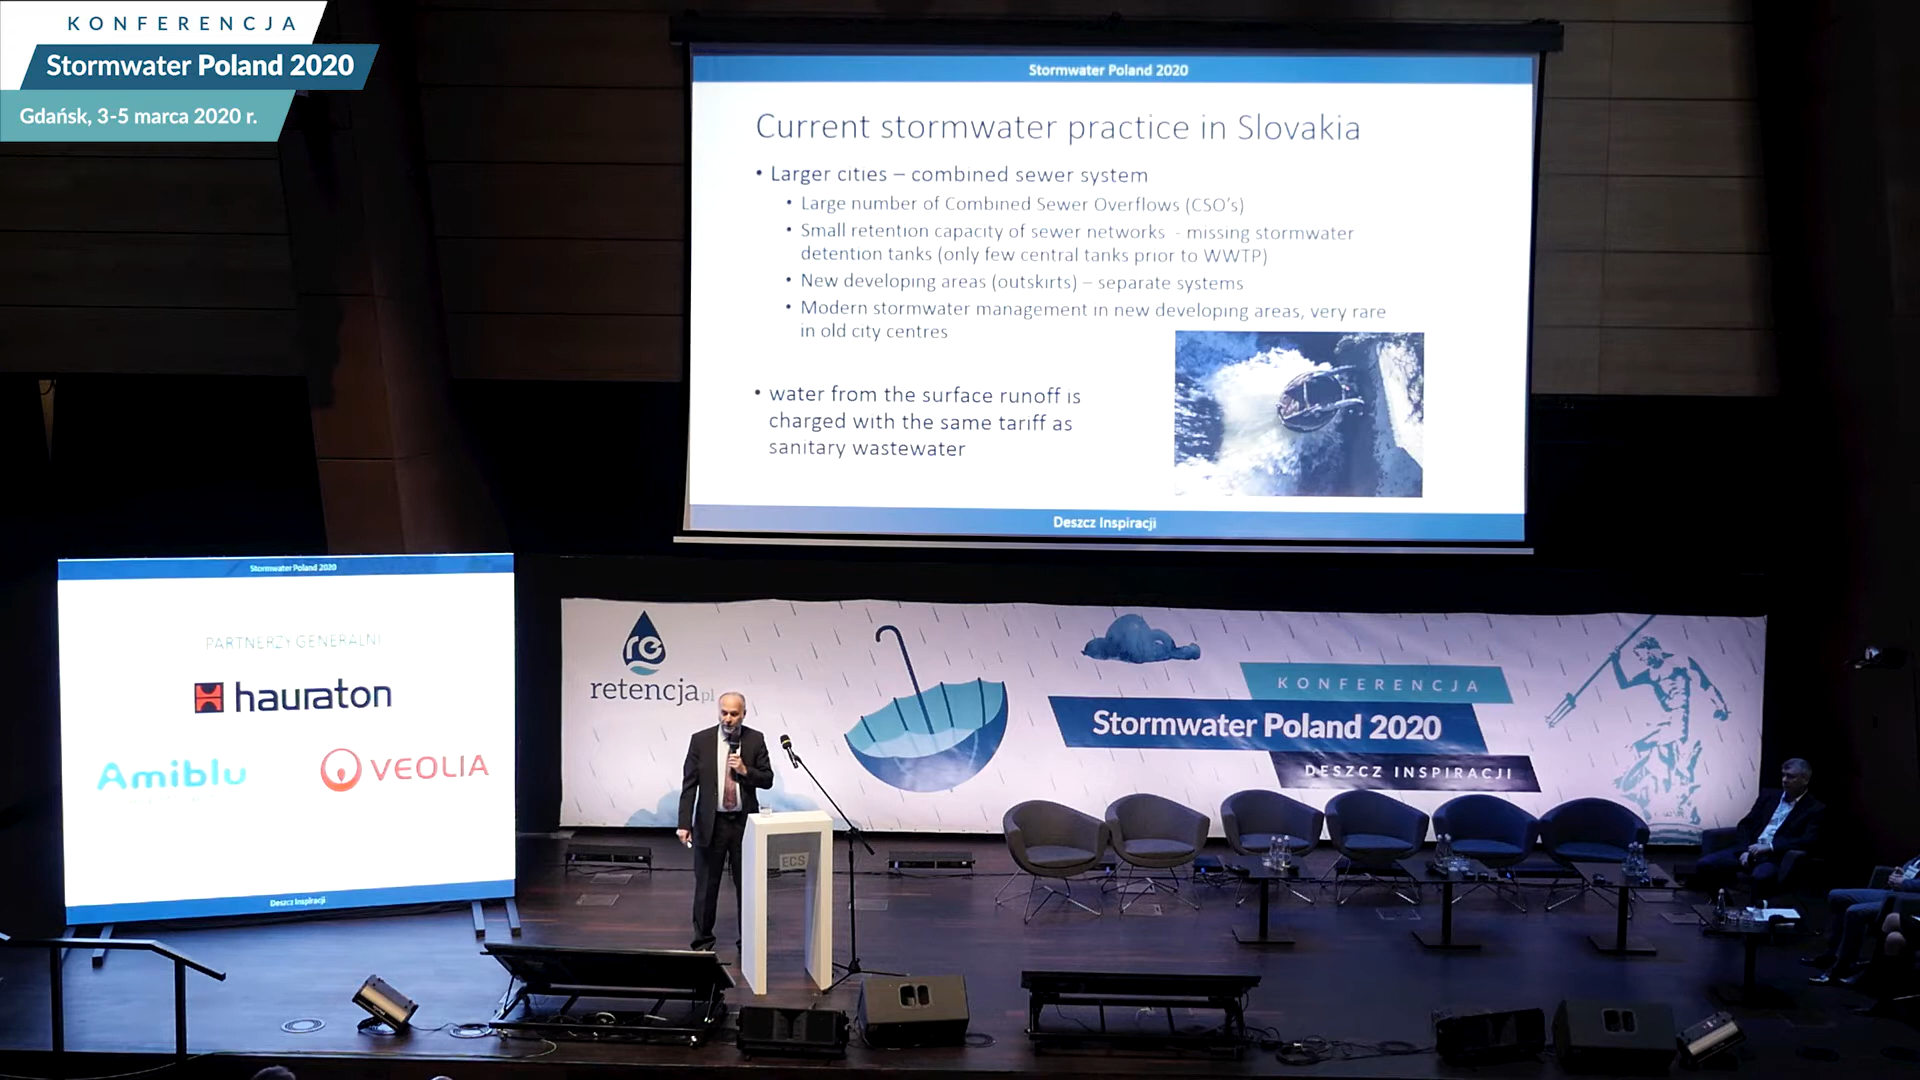 KONFERENCJA
Stormwater Poland 2020
Gdańsk, 3-5 marca 2020 r.
Stormwater Poland 2020
Current stormwater practice in Slovakia
• Larger cities – combined sewer system
• Large number of Combined Sewer Overflows (CSO's)
• Small retention capacity of sewer networks - missing stormwater
detention tanks (only few central tanks prior to WWTP)
• New developing areas (outskirts) – separate systems
• Modern stormwater management in new developing areas, very rare
in old city centres
• water from the surface runoff is
charged with the same tariff as
sanitary wastewater
Deszcz Inspiracji
Stormwater Poland 2020
PARTNERZY GENERALNI
hauraton
Amiblu
VEOLIA
Deszcz Inspiracji
re
retencja.pl
KONFERENCJA
Stormwater Poland 2020
DESZCZ INSPIRACJI
ECS